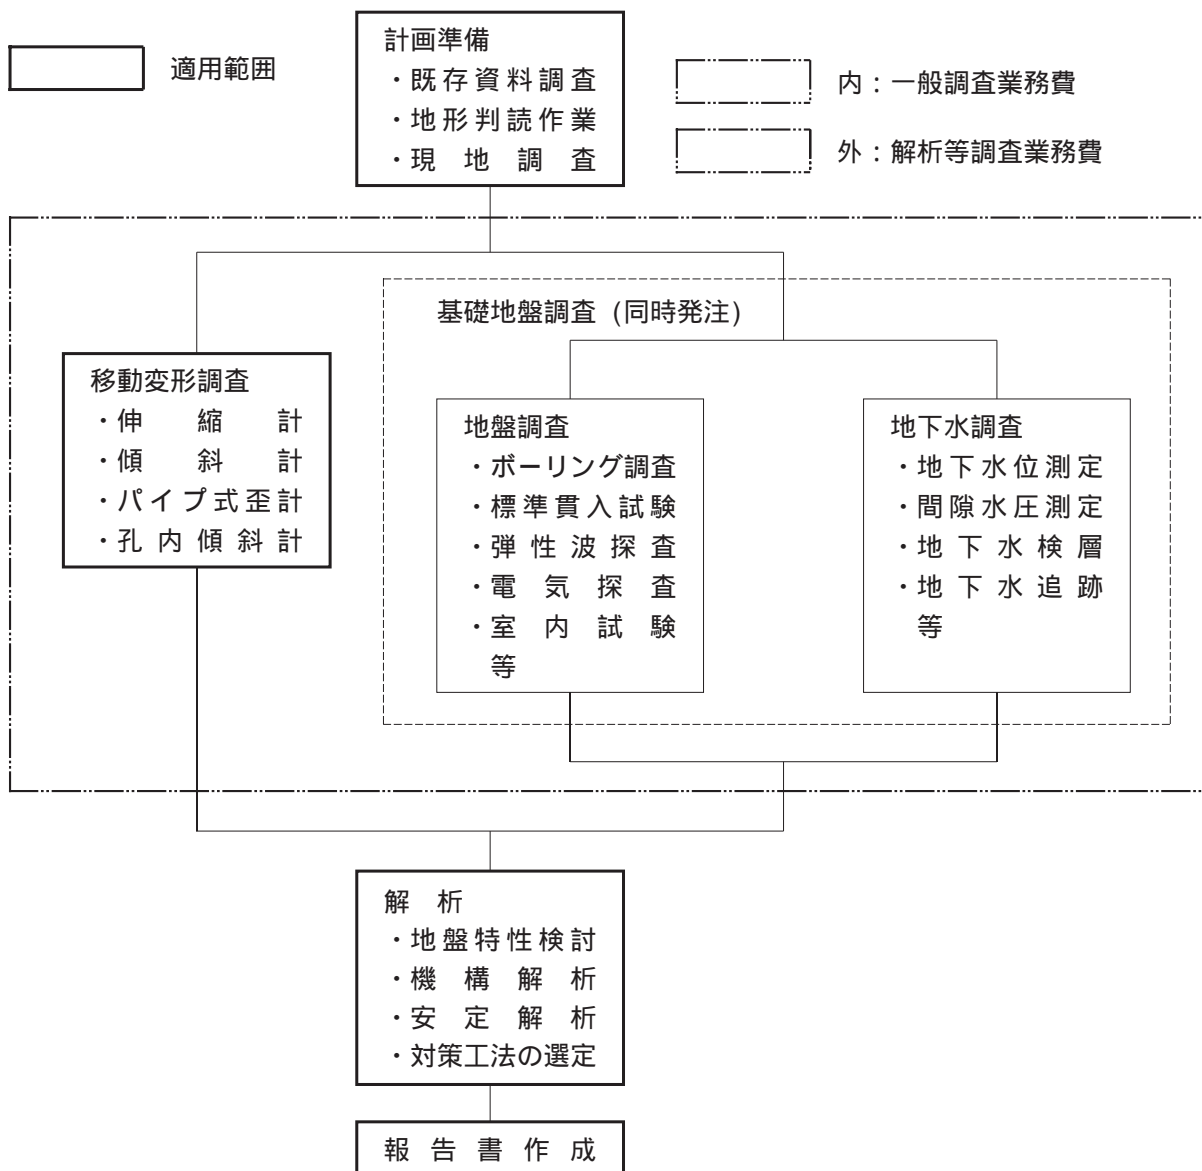 適用範囲
計画準備
・既存資料調査
・地形判読作業
・現地調査
内：一般調査業務費
外：解析等調査業務費
基礎地盤調査 (同時発注)
移動変形調査
・伸縮計
・傾斜計
・パイプ式歪計
・孔内傾斜計
地盤調査
・ボーリング調査
・標準貫入試験
・弾性波探査
・電気探査
・室内試験
等
地下水調査
・地下水位測定
・間隙水圧測定
・地下水検層
・地下水追跡
等
解析
・地盤特性検討
・機構解析
・安定解析
・対策工法の選定
報告書作成